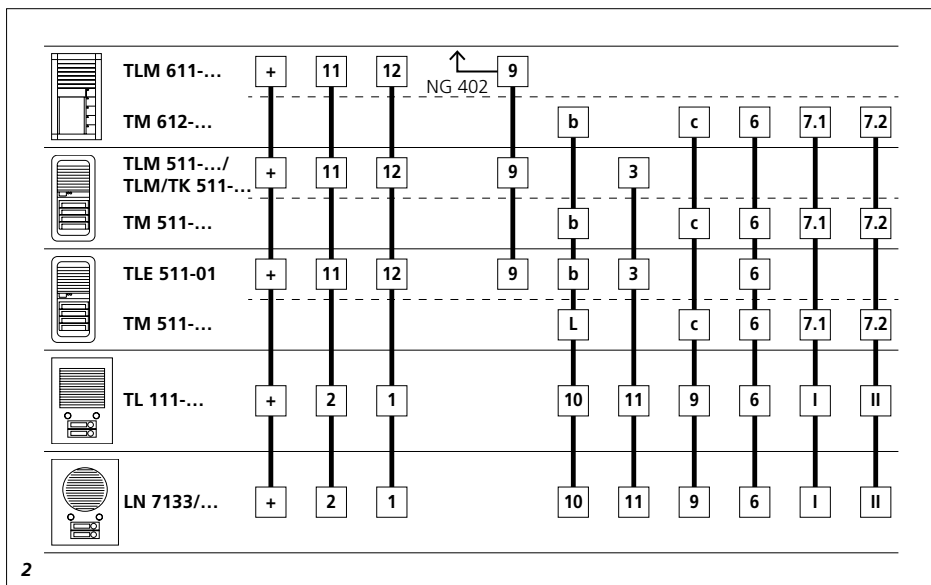 TLM 611-... + 11 12 NG 402 9
TM 612-... b c 6 7.1 7.2
TLM 511-.../
TLM/TK 511-... + 11 12 9 3
TM 511-... b c 6 7.1 7.2
TLE 511-01 + 11 12 9 b 3 6
TM 511-... L c 6 7.1 7.2
TL 111-... + 2 1 10 11 9 6 I II
LN 7133/... + 2 1 10 11 9 6 I II
2